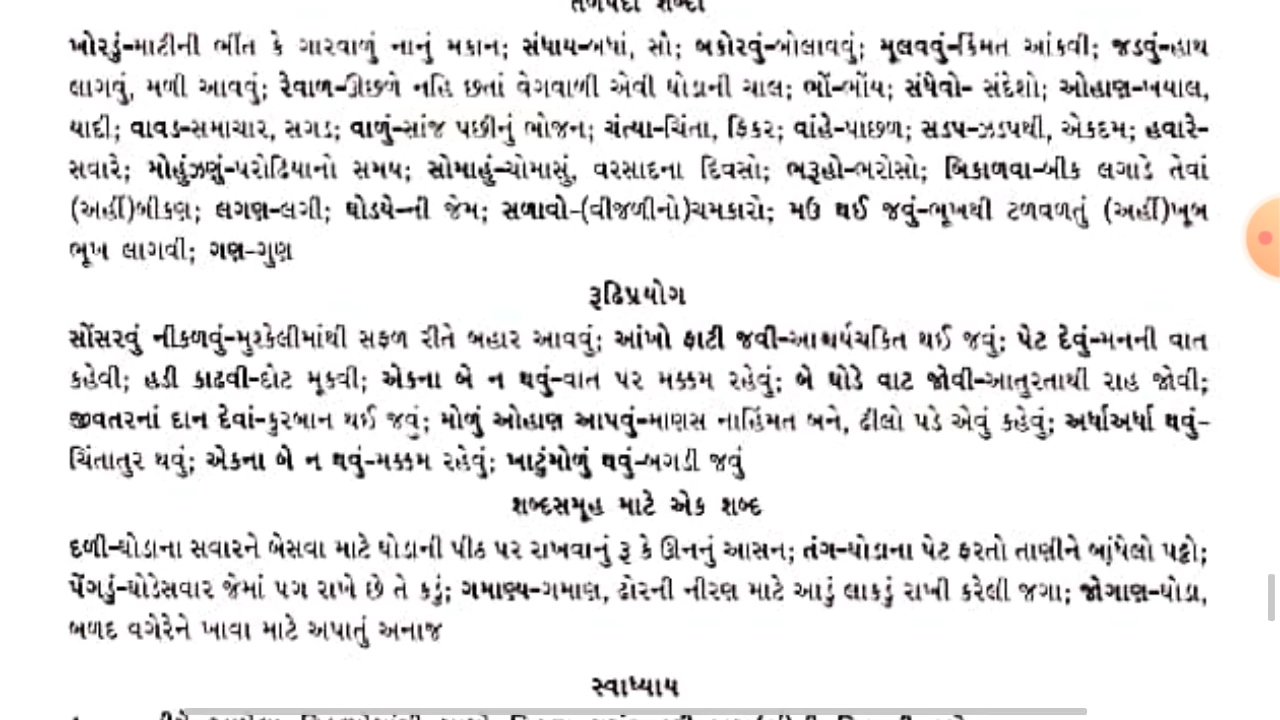 તળપદા શબ્દો
ખોરડું-માટીની ભીંત કે ગારવાળું નાનું મકાન; સંધાય-બધાં, સૌ; બકોરવું-બોલાવવું; મૂલવવું-કિંમત આંકવી; જડવું-હાથ
લાગવું, મળી આવવું; રેવાળ-ઊછળે નહિ છતાં વેગવાળી એવી ઘોડાની ચાલ; ભોં-ભોંય; સંધેવો- સંદેશો; ઓહાણ-ખયાલ,
યાદી; વાવડ-સમાચાર, સગડ; વાળું-સાંજ પછીનું ભોજન; ચંત્યા-ચિંતા, ફિકર; વાંહે-પાછળ; સડપ-ઝડપથી, એકદમ; હવારે-
સવારે; મોહુંઝણું-પરોઢિયાનો સમય; સોમાહું-ચોમાસું, વરસાદના દિવસો; ભરૂહો-ભરોસો; બિકાળવા-બીક લગાડે તેવાં
(અહીં)બીકણ; લગણ-લગી; ઘોડયે-ની જેમ; સળાવો-(વીજળીનો)ચમકારો; મઉ થઈ જવું-ભૂખથી ટળવળતું (અહીં)ખૂબ
ભૂખ લાગવી; ગણ-ગુણ
રૂઢિપ્રયોગ
સોંસરવું નીકળવું-મુશ્કેલીમાંથી સફળ રીતે બહાર આવવું; આંખો ફાટી જવી-આશ્ચર્યચકિત થઈ જવું; પેટ દેવું-મનની વાત
કહેવી; હડી કાઢવી-દોટ મૂકવી; એકના બે ન થવું-વાત પર મક્કમ રહેવું; બે ઘોડે વાટ જોવી-આતુરતાથી રાહ જોવી;
જીવતરનાં દાન દેવાં-કુરબાન થઈ જવું; મોળું ઓહાણ આપવું-માણસ નાહિંમત બને, ઢીલો પડે એવું કહેવું; અર્ધાઅર્ધા થવું-
ચિંતાતુર થવું; એકના બે ન થવું-મક્કમ રહેવું; ખાટુંમોળું થવું-બગડી જવું
શબ્દસમૂહ માટે એક શબ્દ
દળી-ઘોડાના સવારને બેસવા માટે ઘોડાની પીઠ પર રાખવાનું રૂ કે ઊનનું આસન; તંગ-ઘોડાના પેટ ફરતો તાણીને બાંધેલો પટ્ટો;
પેંગડું-ઘોડેસવાર જેમાં પગ રાખે છે તે કડું; ગમાણ્ય-ગમાણ, ઢોરની નીરણ માટે આડું લાકડું રાખી કરેલી જગા; જોગાણ-ઘોડા,
બળદ વગેરેને ખાવા માટે અપાતું અનાજ
સ્વાધ્યાય